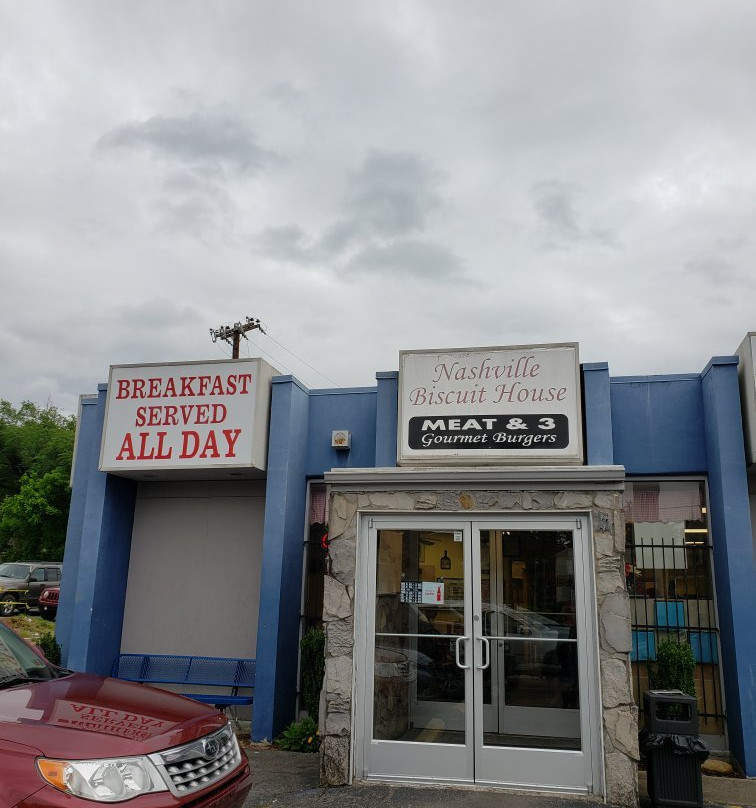 BREAKFAST
SERVED
ALL DAY
Nashville
Biscuit House
MEAT & 3
Gourmet Burgers